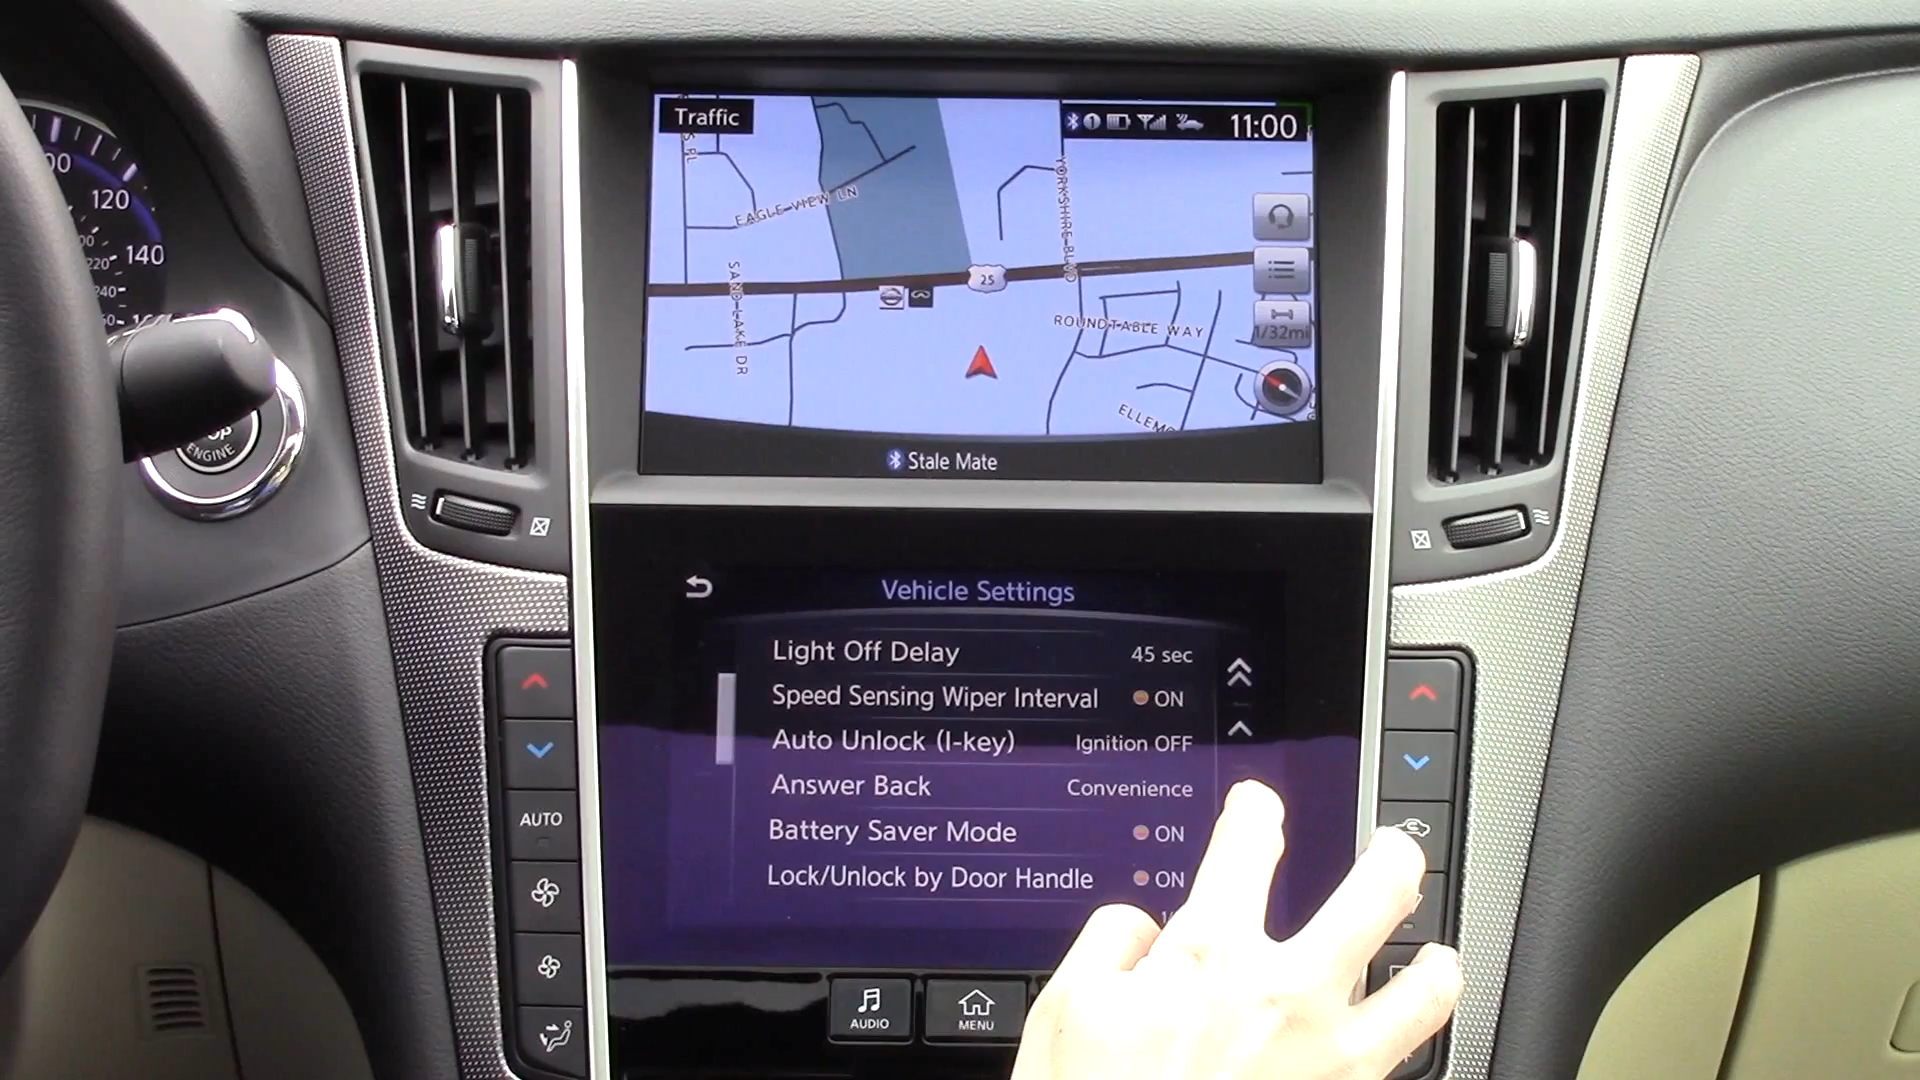 Traffic
11:00
EAGLE VIEW LN
YORKSHIRE BLVD
SAND LAKE DR
25
ROUNDTABLE WAY
1/32mi
Stale Mate
120
140
220
240
ENGINE
Vehicle Settings
Light Off Delay 45 sec
Speed Sensing Wiper Interval ON
Auto Unlock (I-key) Ignition OFF
Answer Back Convenience
Battery Saver Mode ON
Lock/Unlock by Door Handle ON
AUTO
AUDIO
MENU